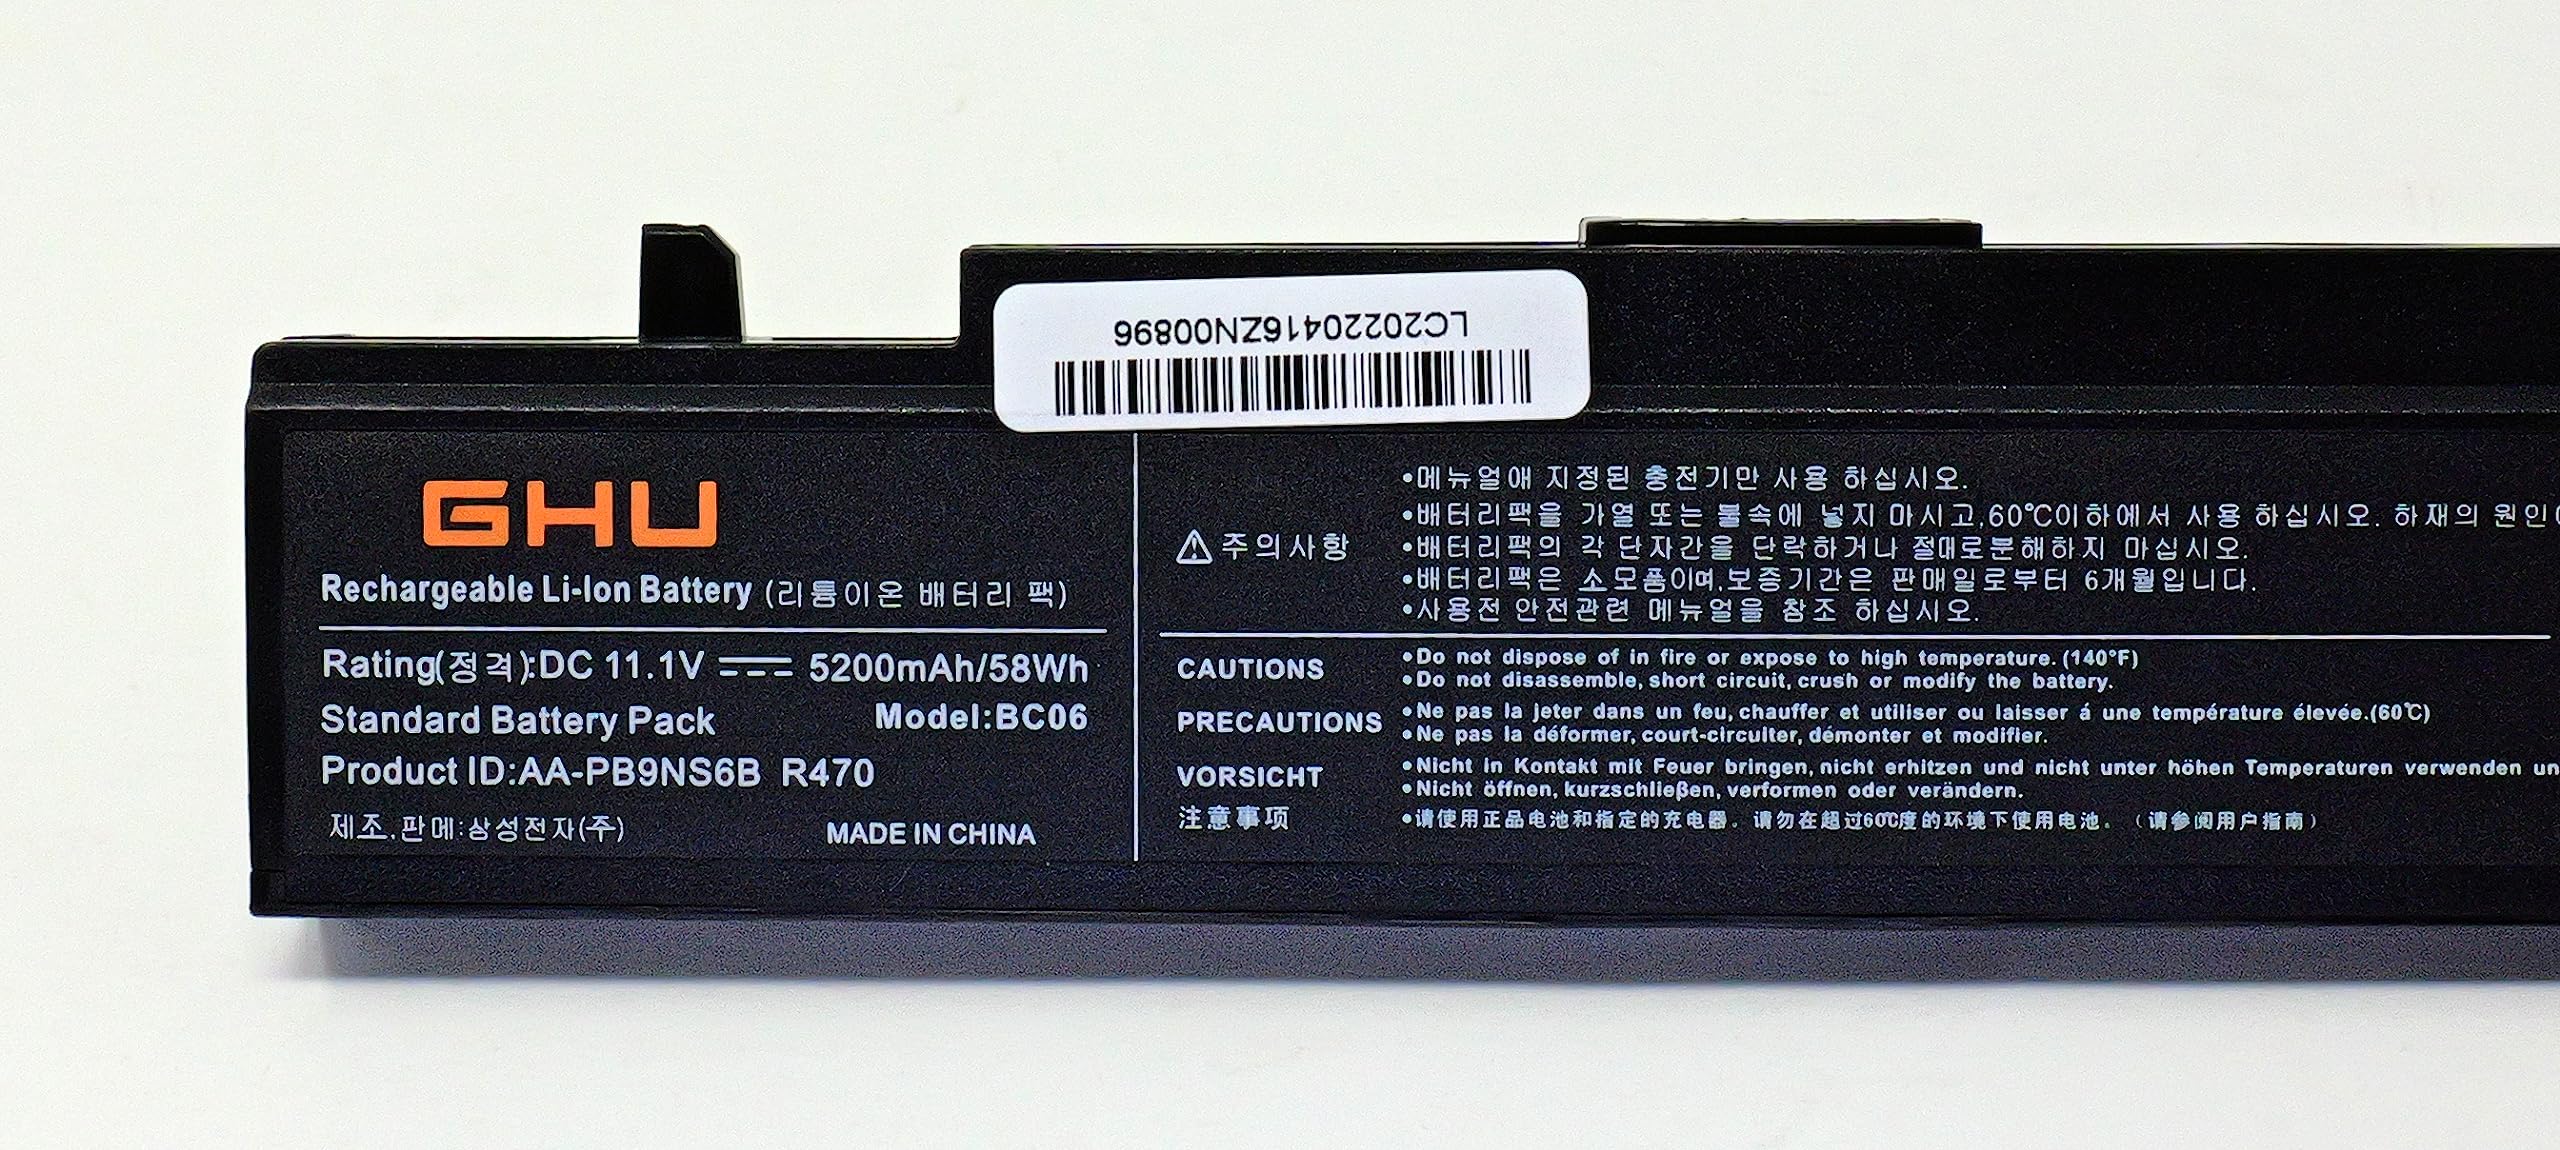 LC20220416ZN00896
GHU
Rechargeable Li-Ion Battery (리튬이온 배터리 팩)
Rating(정격):DC 11.1V 5200mAh/58Wh
Standard Battery Pack Model:BC06
Product ID:AA-PB9NS6B R470
제조,판메:삼성전자(주)
MADE IN CHINA
주의사항
•메뉴얼애 지정된 충전기만 사용 하십시오.
•배터리팩을 가열 또는 불속에 넣지 마시고,60℃이하에서 사용 하십시오. 하재의 원인
•배터리팩의 각 단자간을 단락하거나 절대로분해하지 마십시오.
•배터리팩은 소모품이며,보증기간은 판매일로부터 6개월입니다.
•사용전 안전관련 메뉴얼을 참조 하십시오.
CAUTIONS
•Do not dispose of in fire or expose to high temperature. (140°F)
•Do not disassemble, short circuit, crush or modify the battery.
PRECAUTIONS
•Ne pas la jeter dans un feu, chauffer et utiliser ou laisser á une température élevée.(60℃)
•Ne pas la déformer, court-circuiter, démonter et modifier.
VORSICHT
•Nicht in Kontakt mit Feuer bringen, nicht erhitzen und nicht unter höhen Temperaturen verwenden un
•Nicht öffnen, kurzschließen, verformen oder verändern.
注意事项
•请使用正品电池和指定的充电器。请勿在超过60℃度的环境下使用电池。（请参阅用户指南）